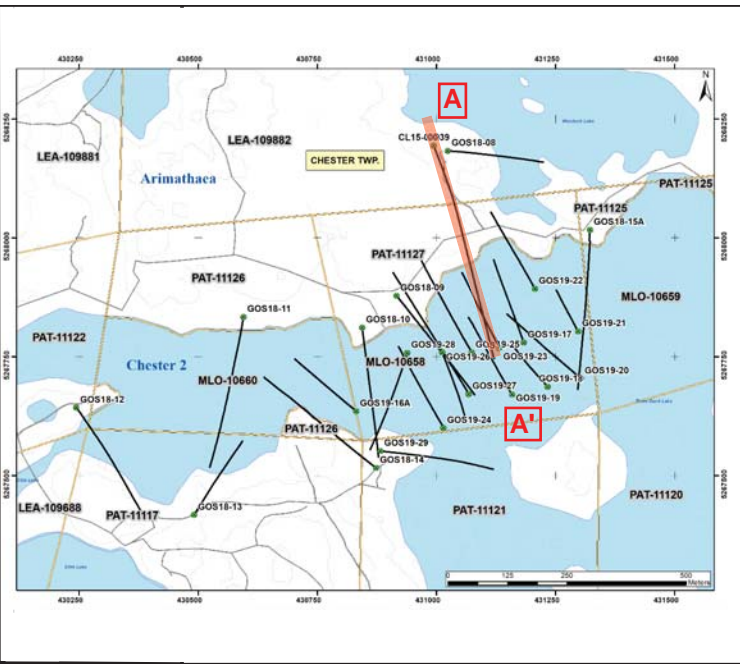 430250 430500 430750 431000 431250 431500
N
A
5268250
5268250
CL15-00939
GOS18-08
LEA-109882
LEA-109881
CHESTER TWP.
Arimathaea
PAT-11125
PAT-11125
GOS18-15A
5268000
5268000
PAT-11127
PAT-11126
GOS18-09
GOS19-22
MLO-10659
GOS18-11
GOS18-10
GOS19-21
PAT-11122
GOS19-28
GOS19-25
GOS19-17
5267750
5267750
Chester 2
MLO-10658
GOS19-26
GOS19-23
GOS19-20
MLO-10660
GOS19-18
GOS19-27
GOS19-19
GOS18-12
GOS19-16A
GOS19-24
A'
PAT-11126
GOS19-29
GOS18-14
5267500
5267500
PAT-11120
LEA-109688
PAT-11117
GOS18-13
PAT-11121
0 125 250 500
Meters
430250 430500 430750 431000 431250 431500